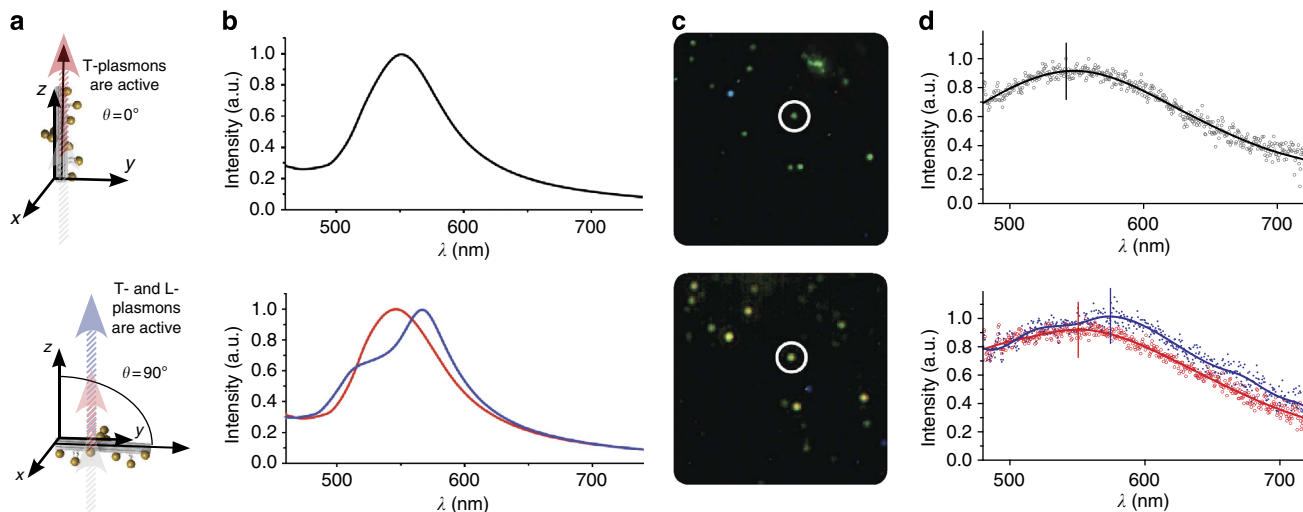 a
T-plasmons
are active
θ=0°
z
y
x
T- and L-
plasmons
are active
z
θ=90°
y
x
b
Intensity (a.u.)
1.0
0.8
0.6
0.4
0.2
0.0
500 600 700
λ (nm)
Intensity (a.u.)
1.0
0.8
0.6
0.4
0.2
0.0
500 600 700
λ (nm)
c
d
Intensity (a.u.)
1.0
0.8
0.6
0.4
0.2
0.0
500 600 700
λ (nm)
Intensity (a.u.)
1.0
0.8
0.6
0.4
0.2
0.0
500 600 700
λ (nm)